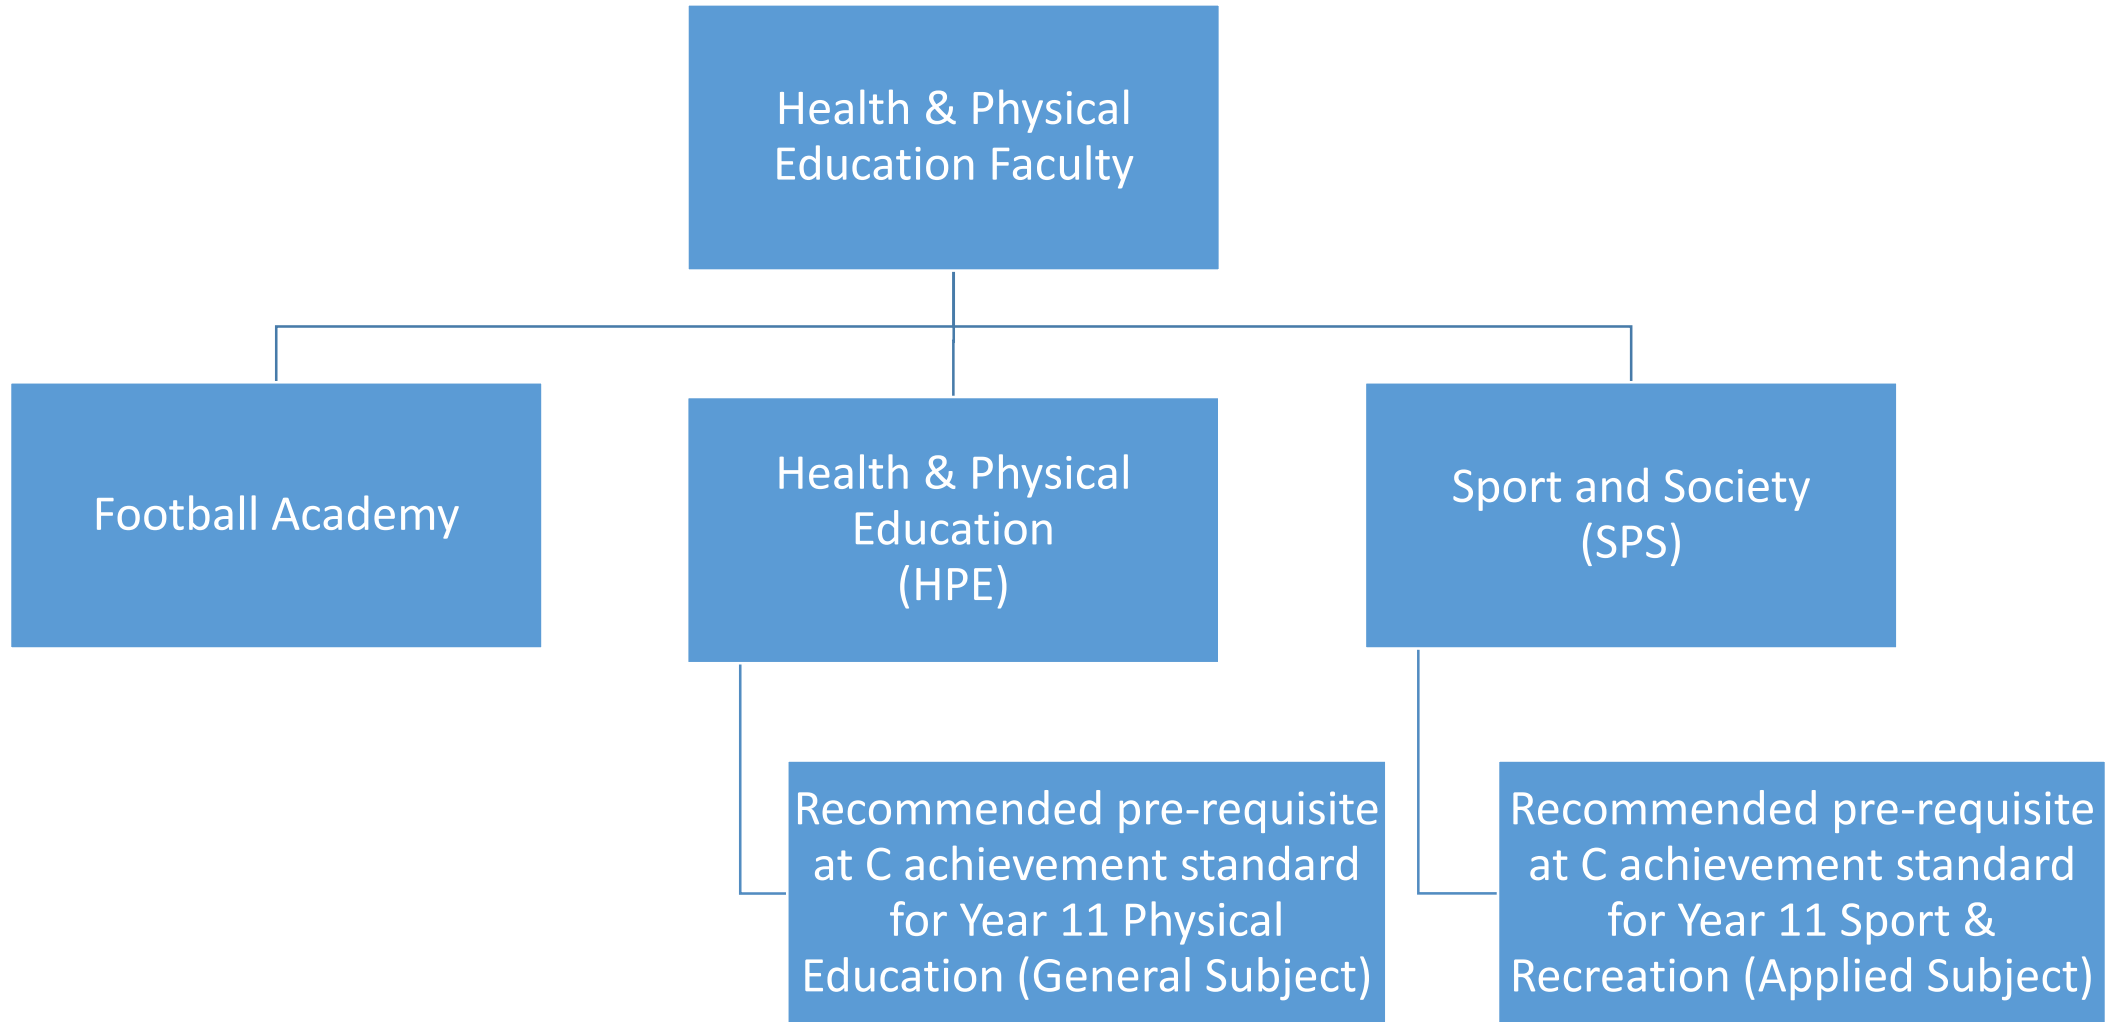 Health & Physical
Education Faculty
Football Academy
Health & Physical
Education
(HPE)
Sport and Society
(SPS)
Recommended pre-requisite
at C achievement standard
for Year 11 Physical
Education (General Subject)
Recommended pre-requisite
at C achievement standard
for Year 11 Sport &
Recreation (Applied Subject)